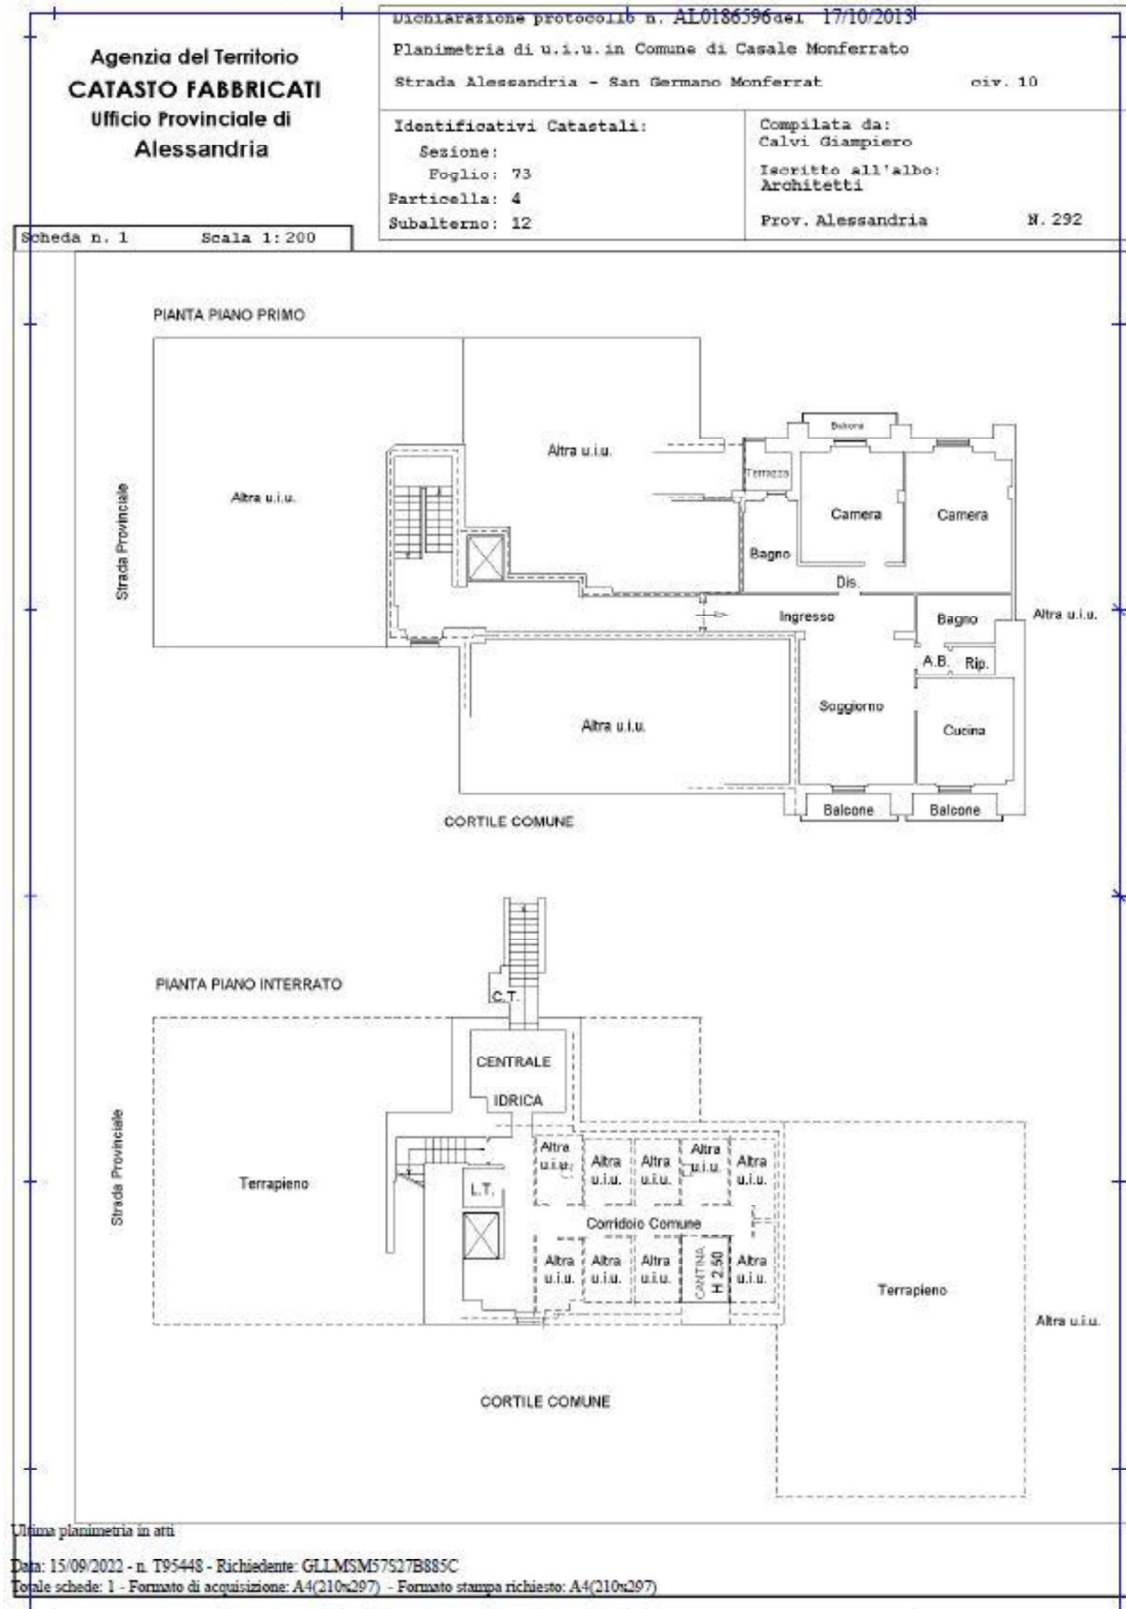 Dichiarazione protocollo n. AL0186596del 17/10/2013
Agenzia del Territorio
CATASTO FABBRICATI
Ufficio Provinciale di
Alessandria
Planimetria di u.i.u. in Comune di Casale Monferrato
Strada Alessandria - San Germano Monferrat civ. 10
Identificativi Catastali:
Sezione:
Foglio: 73
Particella: 4
Subalterno: 12
Compilata da:
Calvi Giampiero
Iscritto all'albo:
Architetti
Prov. Alessandria N. 292
Scheda n. 1 Scala 1:200
PIANTA PIANO PRIMO
Balcone
Altra u.i.u.
Terrazza
Altra u.i.u.
Strada Provinciale
Camera
Camera
Bagno
Dis.
Ingresso
Bagno
Altra u.i.u.
A.B.
Rip.
Soggiorno
Altra u.i.u.
Cucina
Balcone
Balcone
CORTILE COMUNE
PIANTA PIANO INTERRATO
C.T.
CENTRALE
IDRICA
Strada Provinciale
Terrapieno
L.T.
Altra
u.i.u.
Altra
u.i.u.
Altra
u.i.u.
Altra
u.i.u.
Altra
u.i.u.
Corridoio Comune
Altra
u.i.u.
Altra
u.i.u.
Altra
u.i.u.
CANTINA
H 2.50
Altra
u.i.u.
Terrapieno
Altra u.i.u.
CORTILE COMUNE
Ultima planimetria in atti
Data: 15/09/2022 - n. T95448 - Richiedente: GLLMSM57S27B885C
Totale schede: 1 - Formato di acquisizione: A4(210x297) - Formato stampa richiesto: A4(210x297)